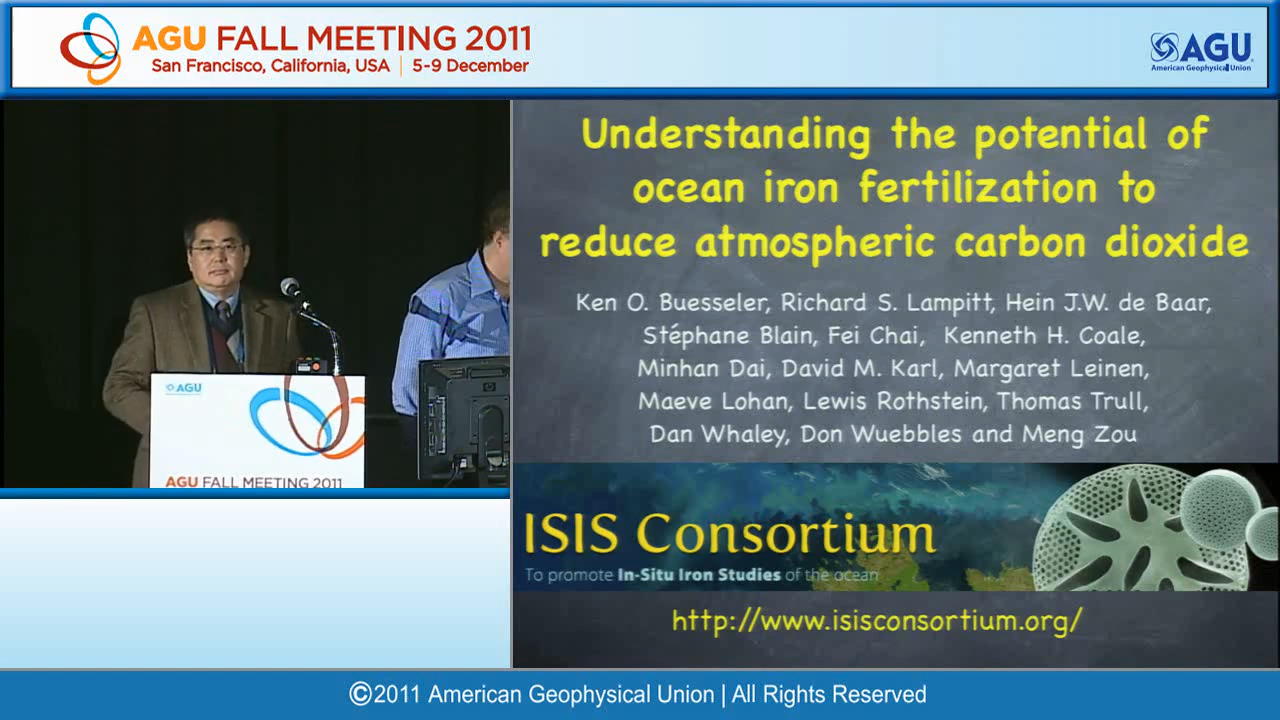 AGU FALL MEETING 2011
San Francisco, California, USA | 5-9 December
AGU
American Geophysical Union
Understanding the potential of
ocean iron fertilization to
reduce atmospheric carbon dioxide
Ken O. Buesseler, Richard S. Lampitt, Hein J.W. de Baar,
Stéphane Blain, Fei Chai, Kenneth H. Coale,
Minhan Dai, David M. Karl, Margaret Leinen,
Maeve Lohan, Lewis Rothstein, Thomas Trull,
Dan Whaley, Don Wuebbles and Meng Zou
ISIS Consortium
To promote In-Situ Iron Studies of the ocean
http://www.isisconsortium.org/
AGU
AGU FALL MEETING 2011
©2011 American Geophysical Union | All Rights Reserved